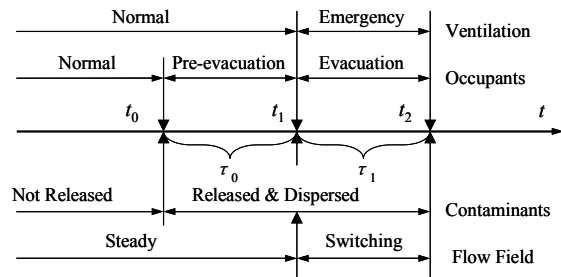 Normal Emergency Ventilation
Normal Pre-evacuation Evacuation Occupants
t0 t1 t2 t
τ0 τ1
Not Released Released & Dispersed Contaminants
Steady Switching Flow Field